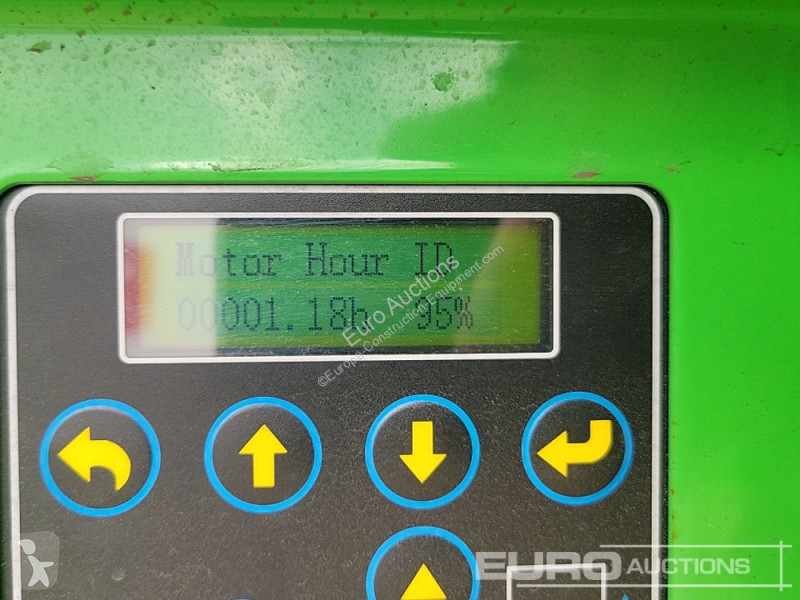 Motor Hour ID
00001.18h 95%
Euro Auctions
©Europe-Construction-Equipment.com
EURO AUCTIONS